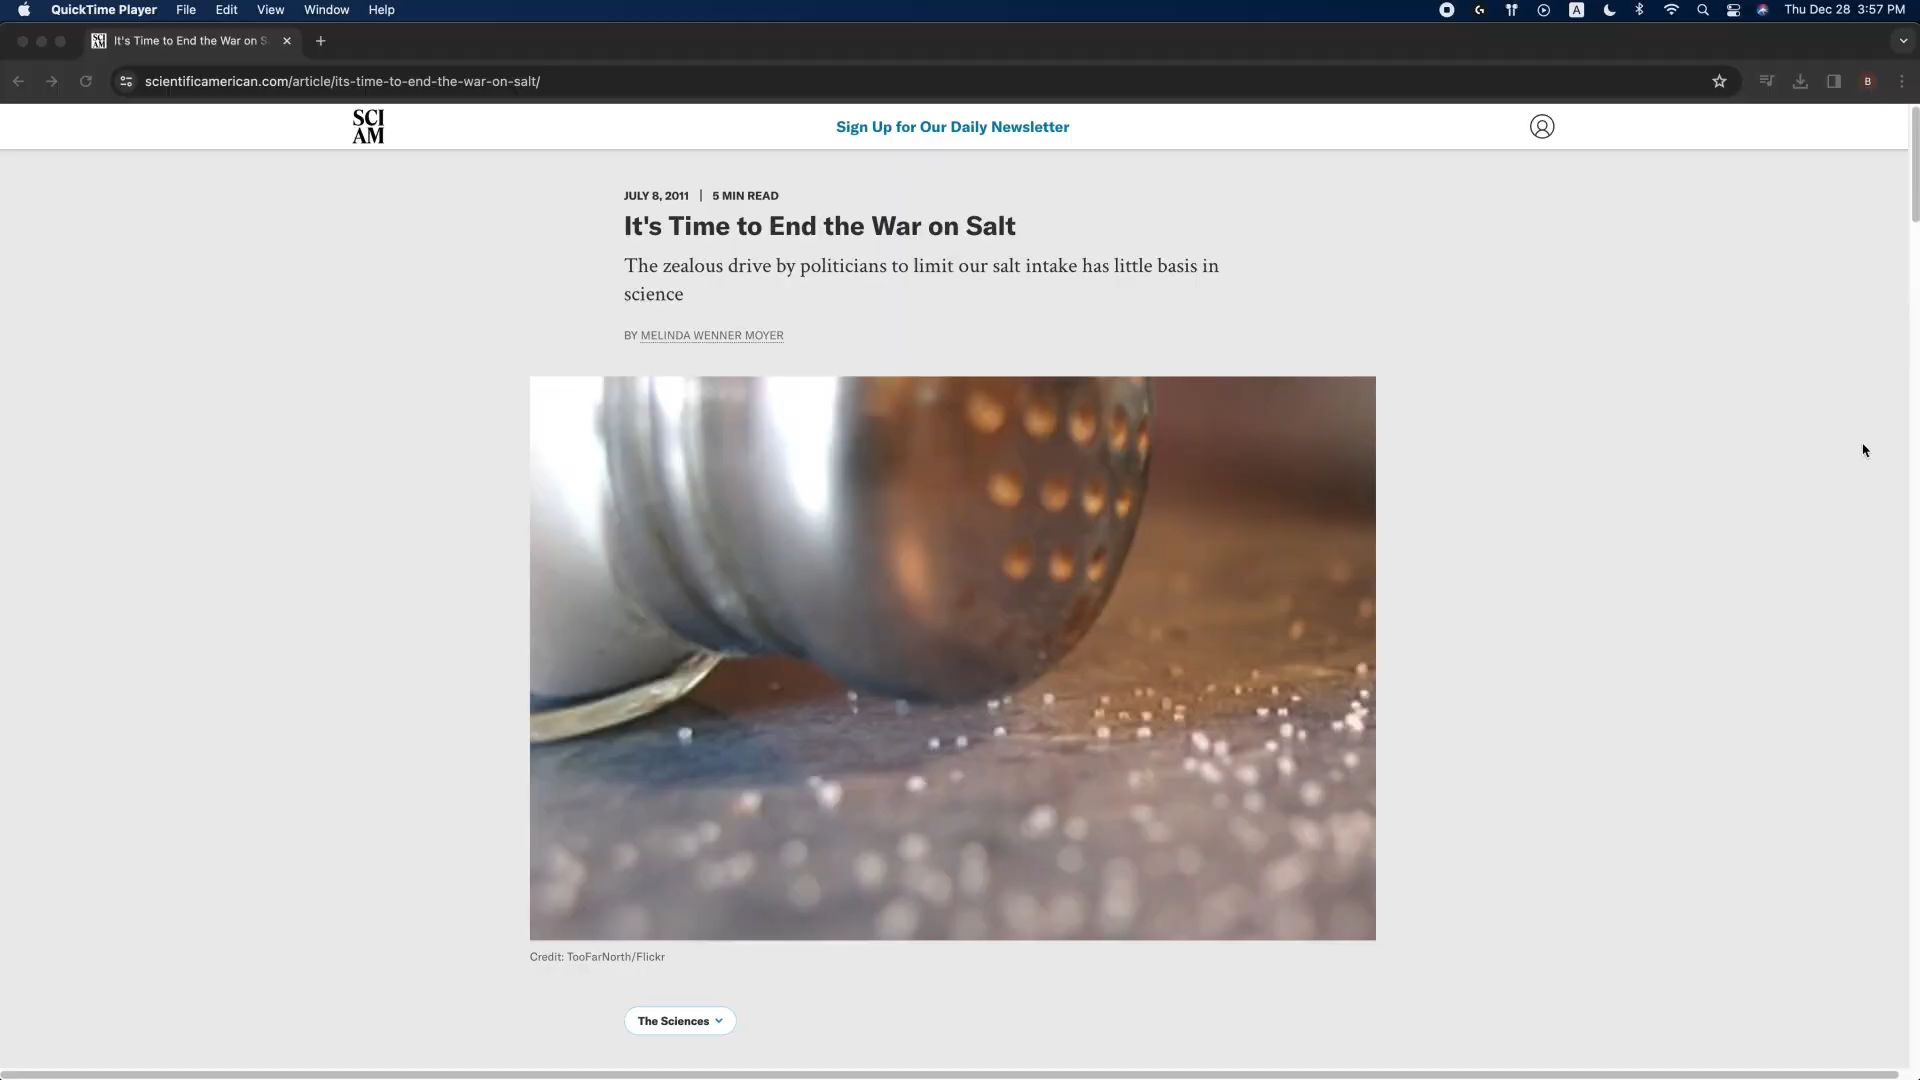 QuickTime Player File Edit View Window Help
A
Thu Dec 28 3:57 PM
SCI AM
It's Time to End the War on S
scientificamerican.com/article/its-time-to-end-the-war-on-salt/
B
SCI
AM
Sign Up for Our Daily Newsletter
JULY 8, 2011 | 5 MIN READ
It's Time to End the War on Salt
The zealous drive by politicians to limit our salt intake has little basis in
science
BY MELINDA WENNER MOYER
Credit: TooFarNorth/Flickr
The Sciences